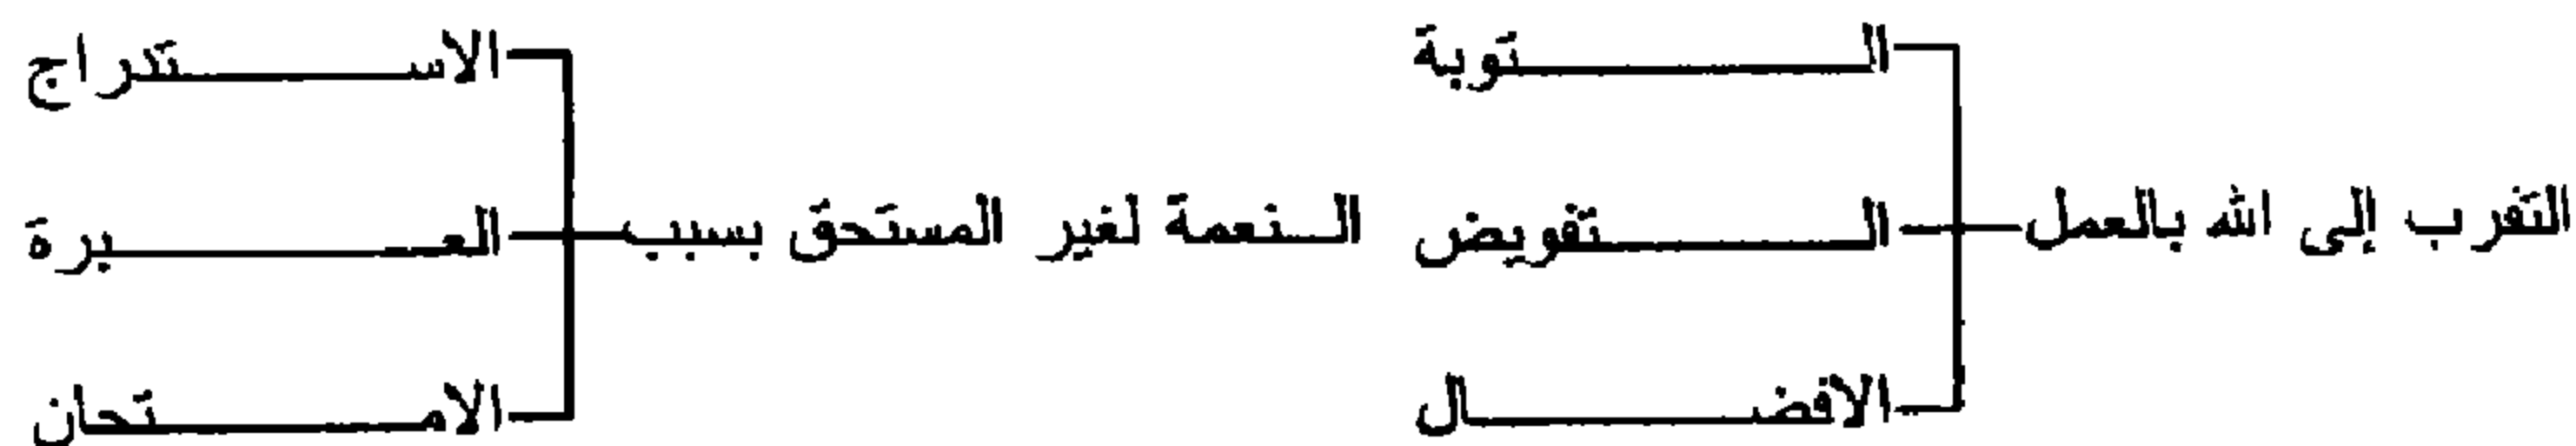 التوبة
الاستدراج
التقرب إلى الله بالعمل
التفويض
النعمة لغير المستحق بسبب
العبرة
الافضال
الامتحان